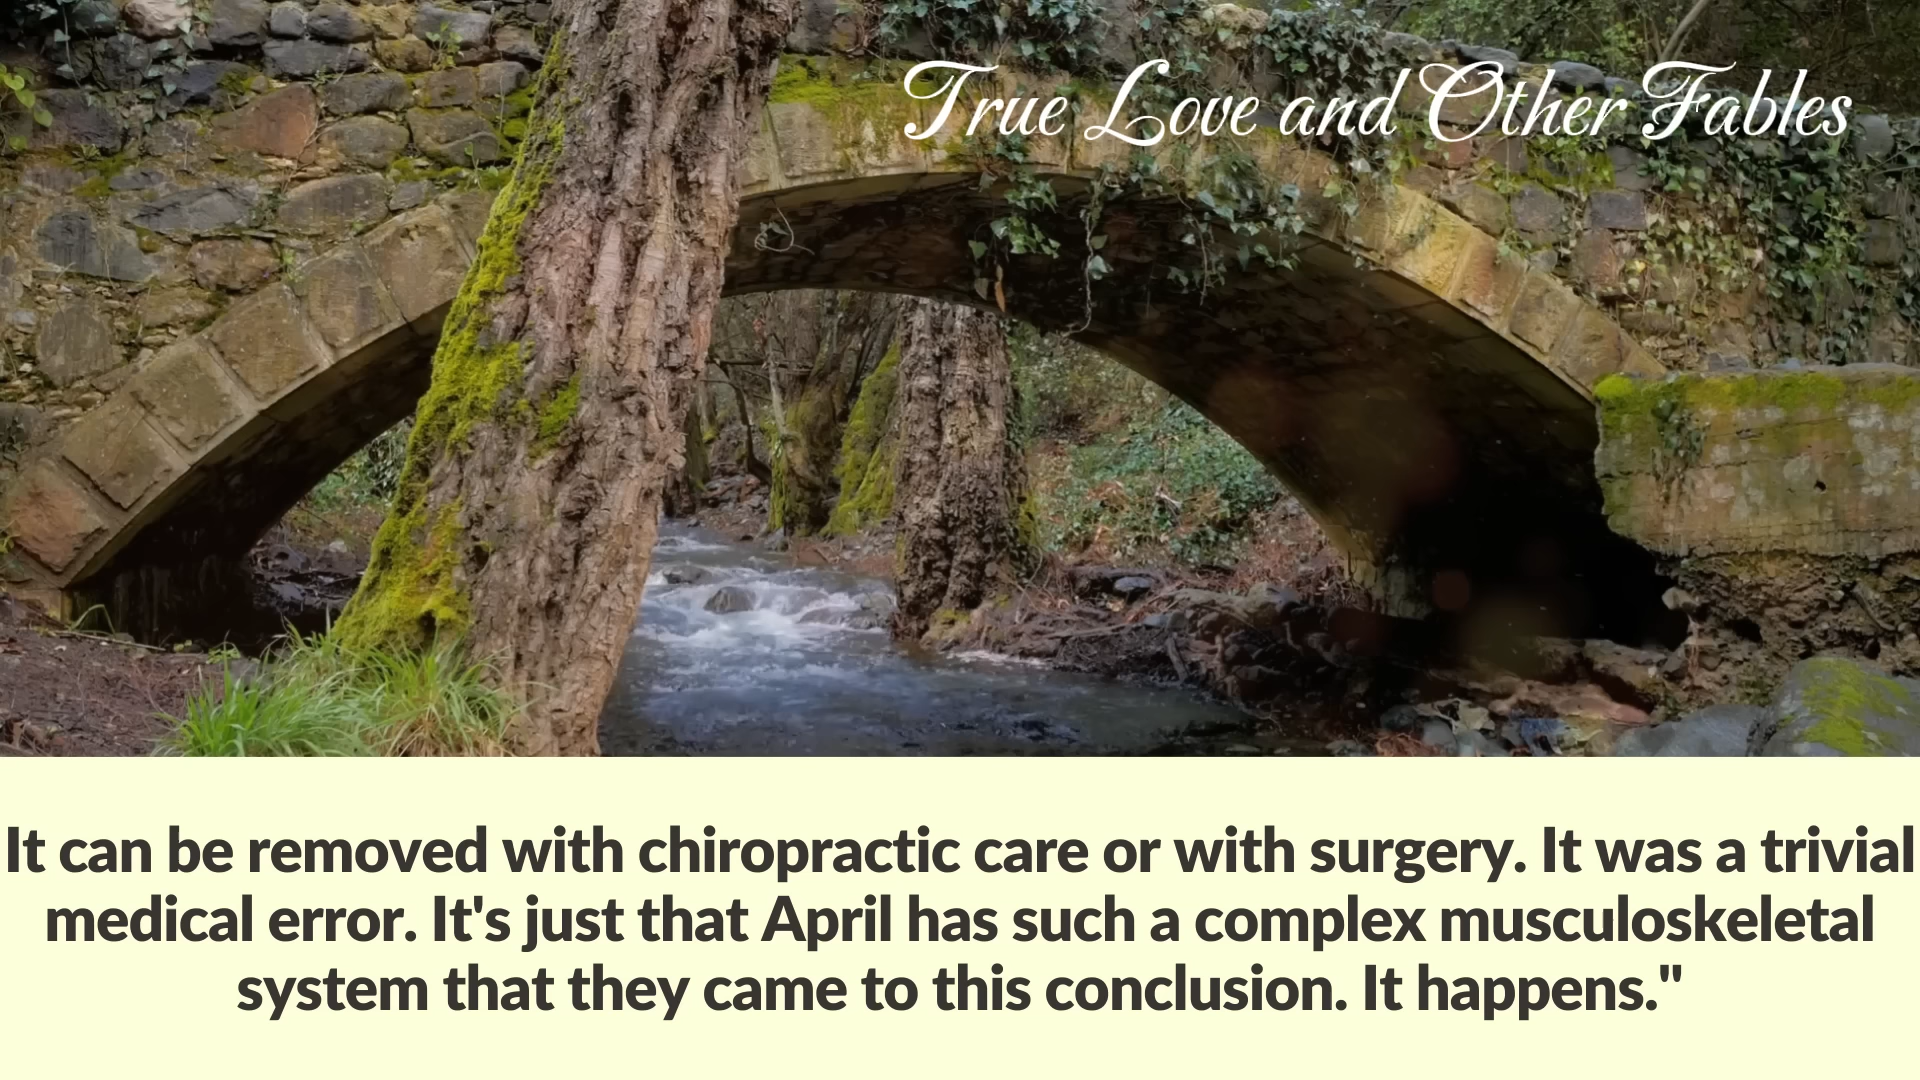 True Love and Other Fables
It can be removed with chiropractic care or with surgery. It was a trivial
medical error. It's just that April has such a complex musculoskeletal
system that they came to this conclusion. It happens."